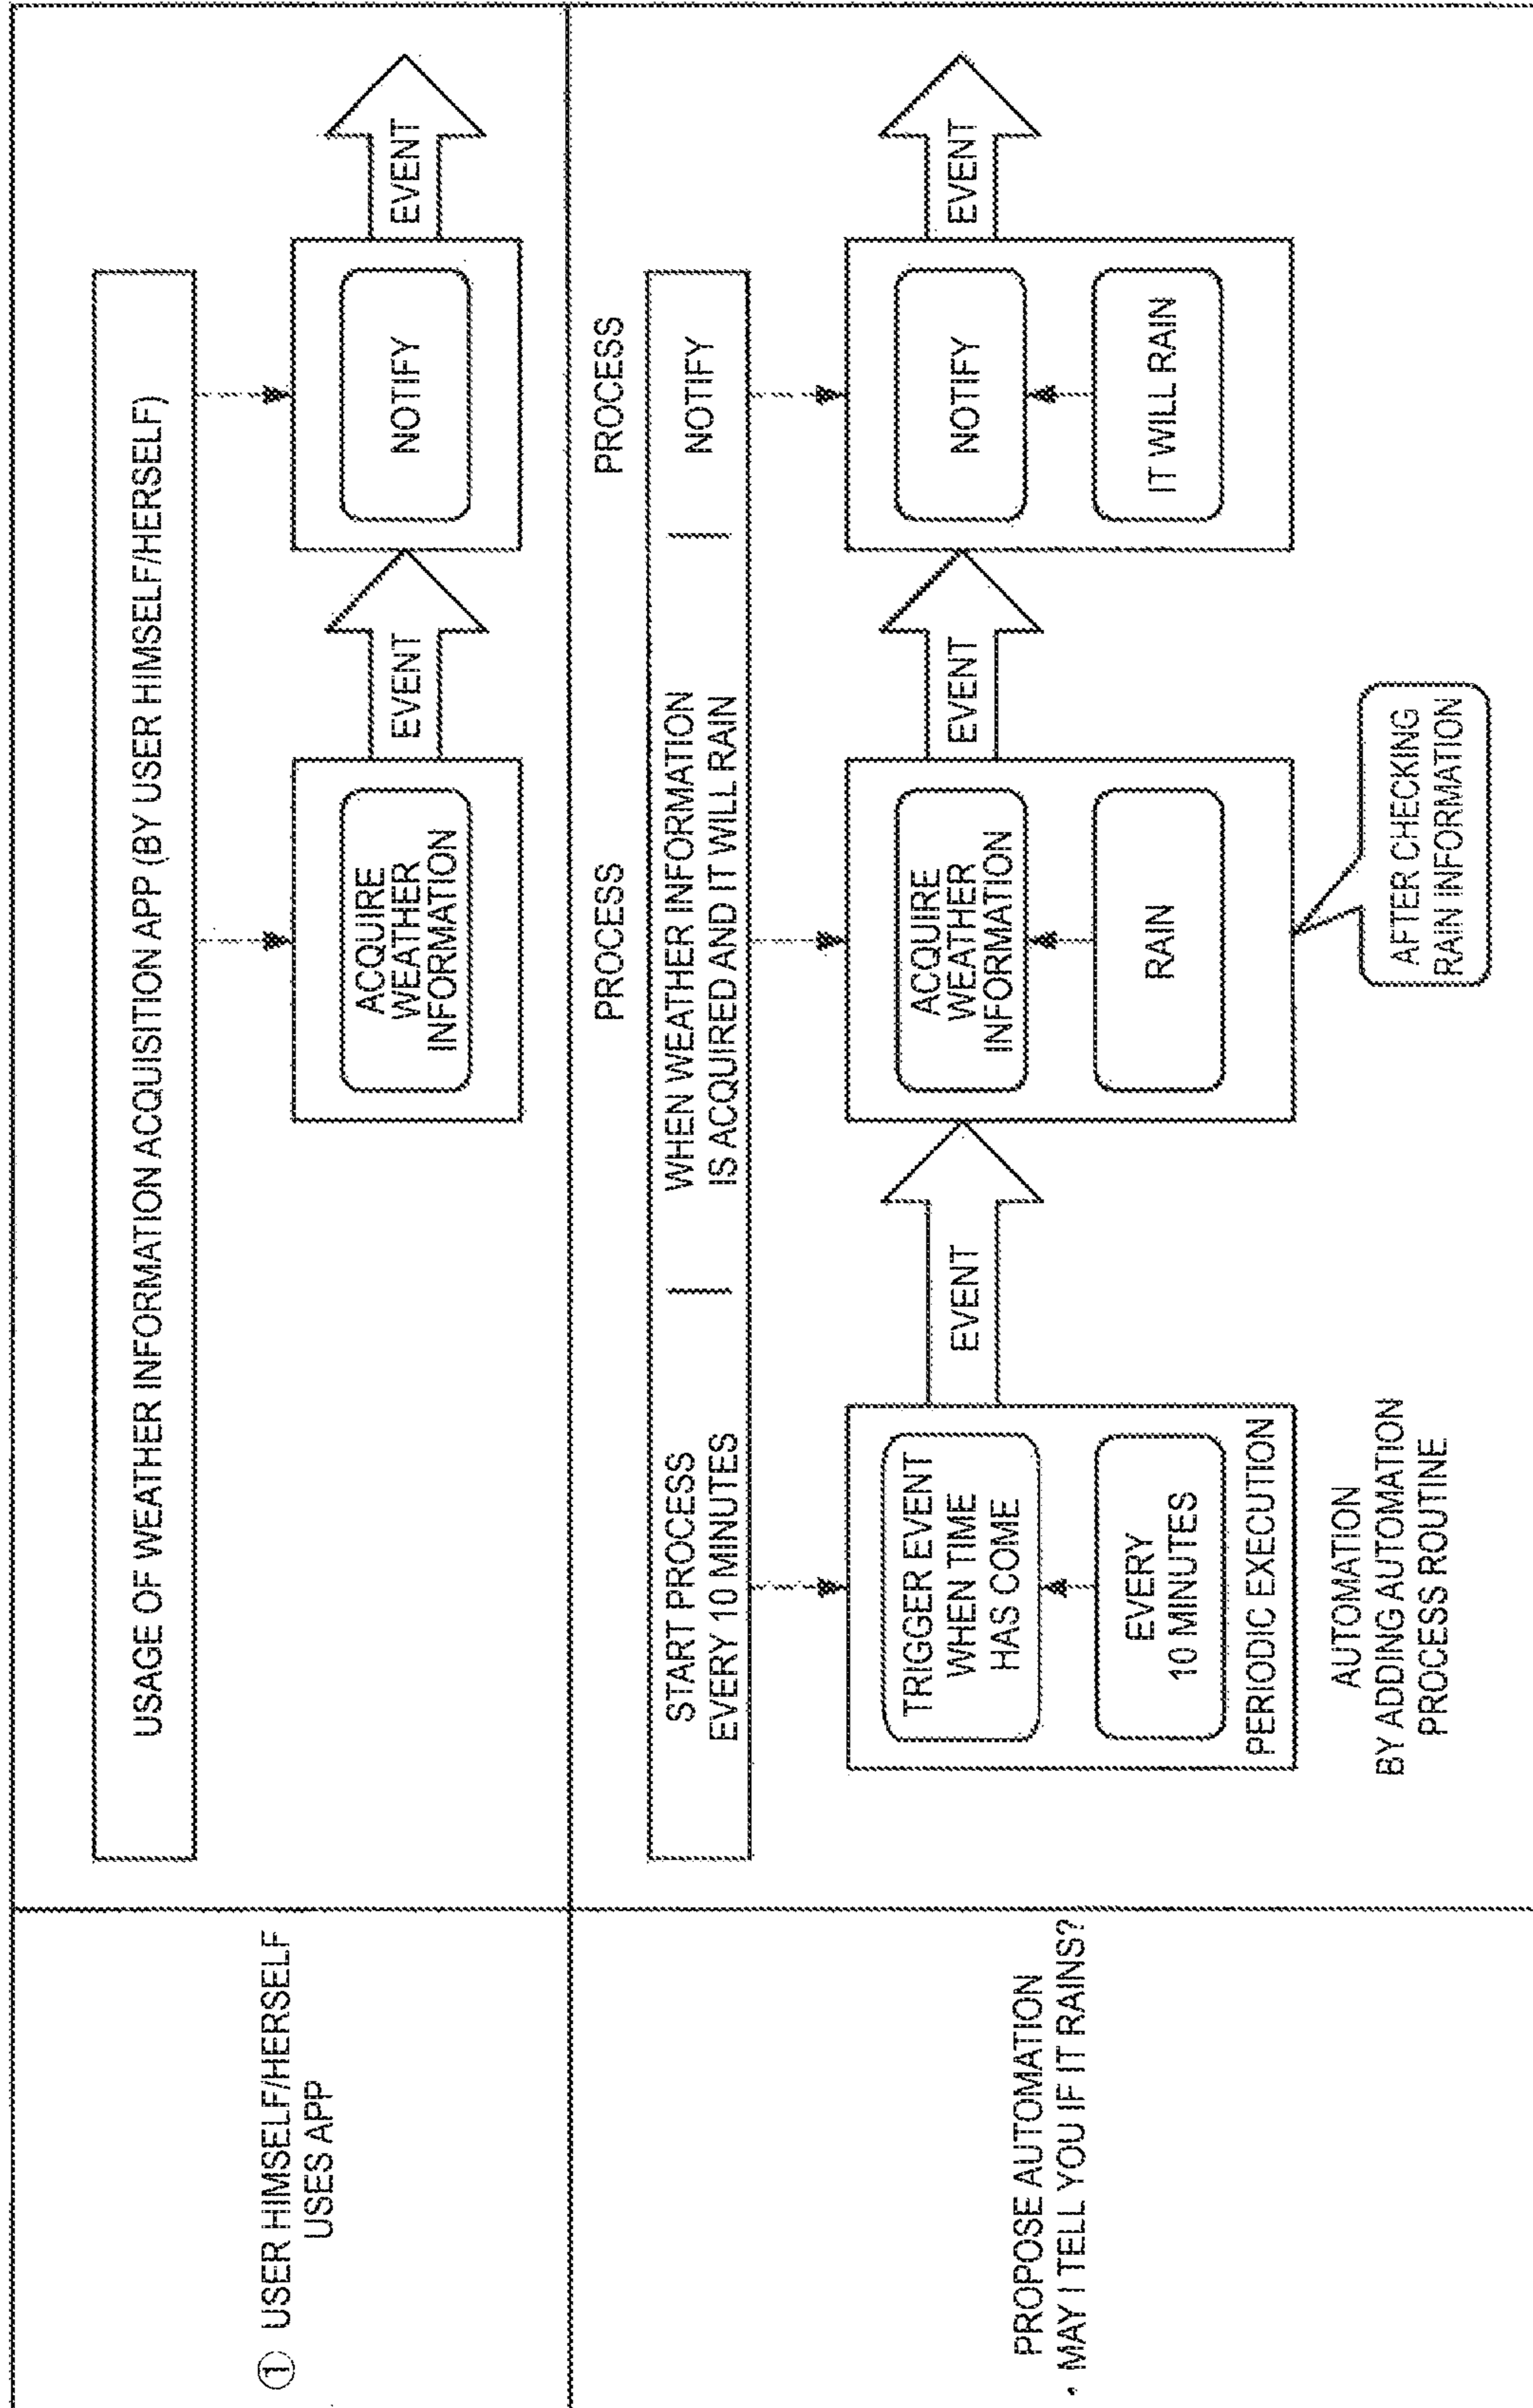 ① USER HIMSELF/HERSELF
USES APP
USAGE OF WEATHER INFORMATION ACQUISITION APP (BY USER HIMSELF/HERSELF)
ACQUIRE
WEATHER
INFORMATION
EVENT
NOTIFY
EVENT
PROPOSE AUTOMATION
・MAY I TELL YOU IF IT RAINS?
PROCESS
PROCESS
START PROCESS
EVERY 10 MINUTES
WHEN WEATHER INFORMATION
IS ACQUIRED AND IT WILL RAIN
NOTIFY
TRIGGER EVENT
WHEN TIME
HAS COME
EVERY
10 MINUTES
PERIODIC EXECUTION
EVENT
ACQUIRE
WEATHER
INFORMATION
RAIN
EVENT
NOTIFY
IT WILL RAIN
EVENT
AUTOMATION
BY ADDING AUTOMATION
PROCESS ROUTINE
AFTER CHECKING
RAIN INFORMATION